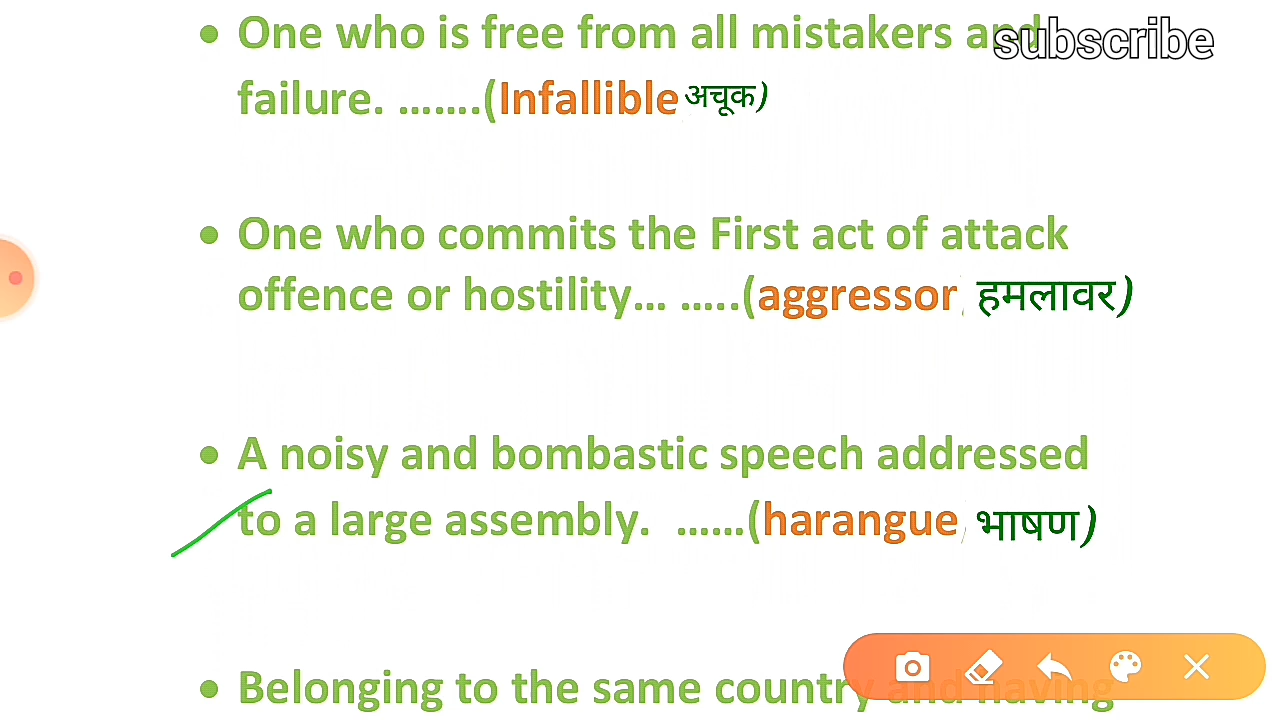 One who is free from all mistakers and
subscribe
failure. .......(Infallible अचूक)
One who commits the First act of attack
offence or hostility... .....(aggressor, हमलावर)
A noisy and bombastic speech addressed
to a large assembly. ......(harangue, भाषण)
Belonging to the same country and having